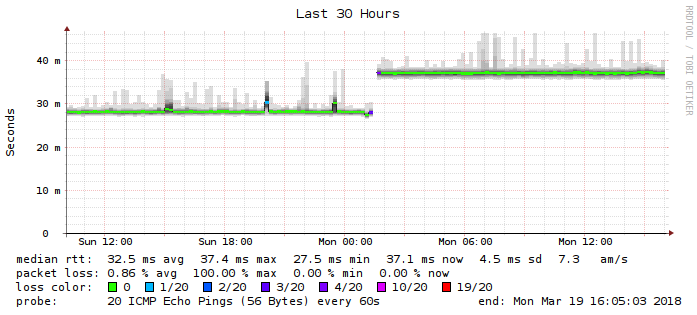 Last 30 Hours
RRDTOOL / TOBI OETIKER
Seconds
40 m
30 m
20 m
10 m
0
Sun 12:00 Sun 18:00 Mon 00:00 Mon 06:00 Mon 12:00
median rtt: 32.5 ms avg 37.4 ms max 27.5 ms min 37.1 ms now 4.5 ms sd 7.3 am/s
packet loss: 0.86 % avg 100.00 % max 0.00 % min 0.00 % now
loss color: 0 1/20 2/20 3/20 4/20 10/20 19/20
probe: 20 ICMP Echo Pings (56 Bytes) every 60s end: Mon Mar 19 16:05:03 2018